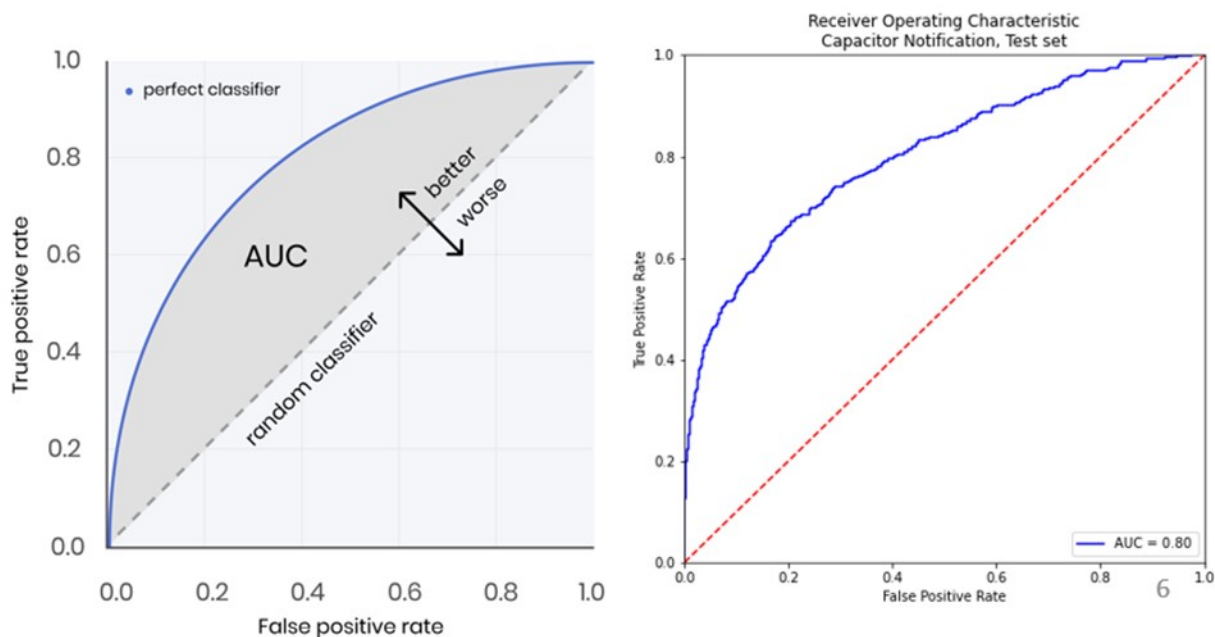 1.0
0.8
0.6
0.4
0.2
0.0
True positive rate
perfect classifier
AUC
better
worse
random classifier
0.0 0.2 0.4 0.6 0.8 1.0
False positive rate
Receiver Operating Characteristic
Capacitor Notification, Test set
1.0
0.8
0.6
0.4
0.2
0.0
True Positive Rate
AUC = 0.80
0.0 0.2 0.4 0.6 0.8 1.0
False Positive Rate
6